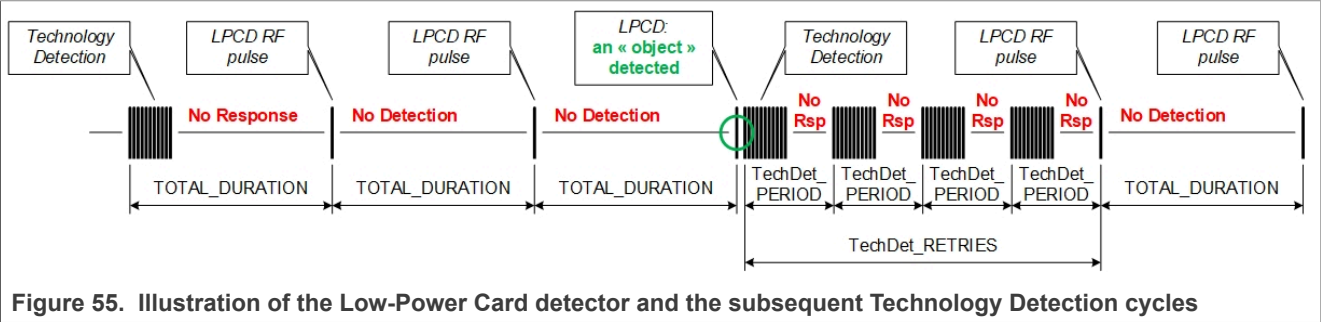 Technology
Detection
LPCD RF
pulse
LPCD RF
pulse
LPCD:
an « object »
detected
Technology
Detection
LPCD RF
pulse
LPCD RF
pulse
No Response
No Detection
No Detection
No
Rsp
No
Rsp
No
Rsp
No
Rsp
No Detection
TOTAL_DURATION
TOTAL_DURATION
TOTAL_DURATION
TechDet_
PERIOD
TechDet_
PERIOD
TechDet_
PERIOD
TechDet_
PERIOD
TOTAL_DURATION
TechDet_RETRIES
Figure 55. Illustration of the Low-Power Card detector and the subsequent Technology Detection cycles